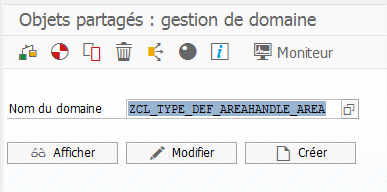 Objets partagés : gestion de domaine
Moniteur
Nom du domaine ZCL_TYPE_DEF_AREAHANDLE_AREA
Afficher Modifier Créer